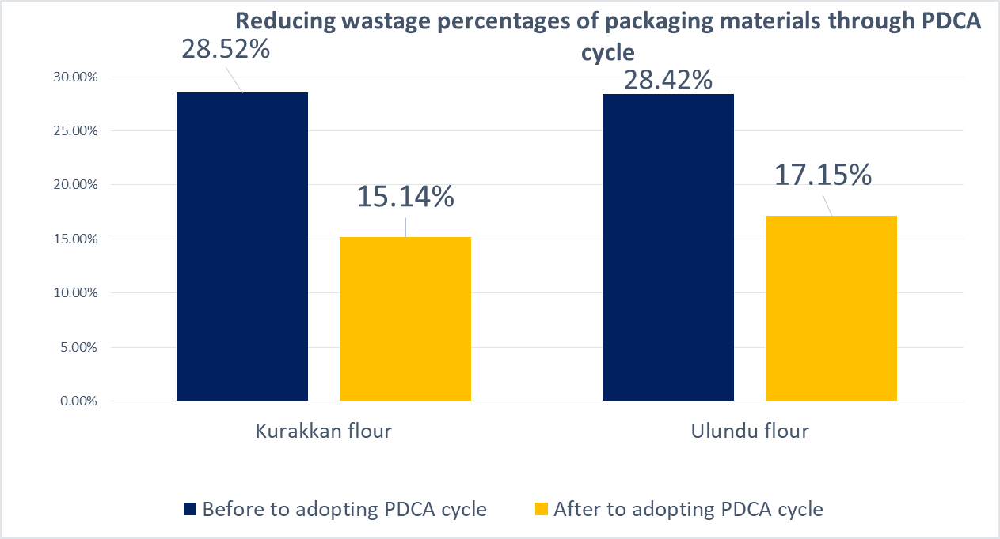 Reducing wastage percentages of packaging materials through PDCA
cycle
28.52%
28.42%
15.14%
17.15%
30.00%
25.00%
20.00%
15.00%
10.00%
5.00%
0.00%
Kurakkan flour
Ulundu flour
Before to adopting PDCA cycle
After to adopting PDCA cycle